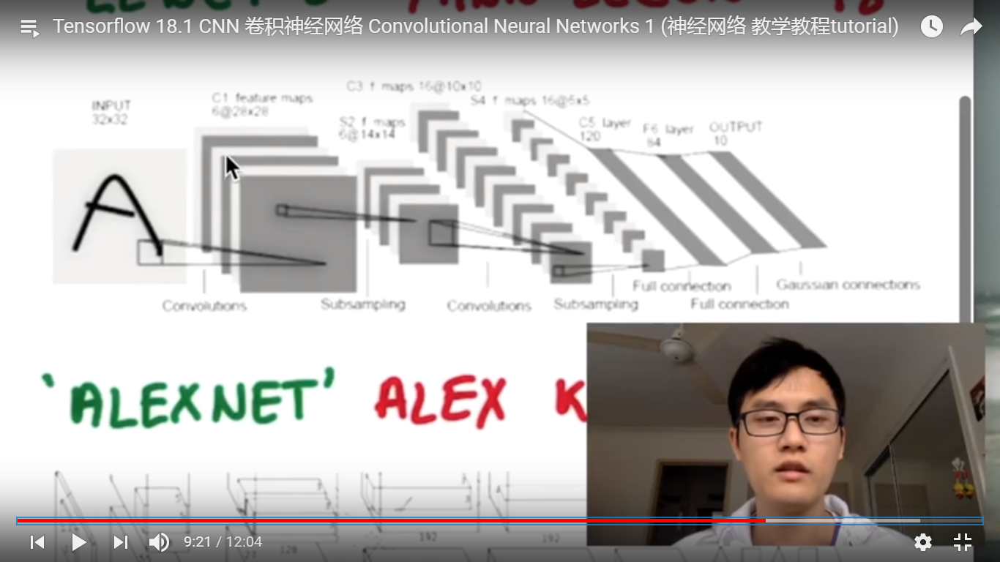 Tensorflow 18.1 CNN 卷积神经网络 Convolutional Neural Networks 1 (神经网络 教学教程tutorial)
INPUT
32x32
C1 feature maps
6@28x28
S2 f maps
6@14x14
C3 f maps 16@10x10
S4 f maps 16@5x5
C5 layer
120
F6 layer
84
OUTPUT
10
Convolutions
Subsampling
Convolutions
Subsampling
Full connection
Full connection
Gaussian connections
'ALEXNET' ALEX K
192
192
128
9:21 / 12:04